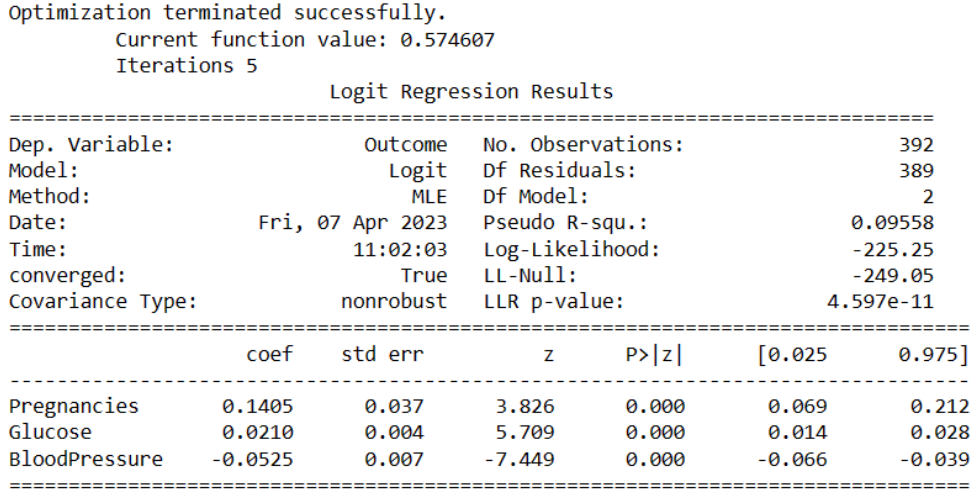 Optimization terminated successfully.
         Current function value: 0.574607
         Iterations 5
                           Logit Regression Results
==============================================================================
Dep. Variable:                Outcome   No. Observations:                  392
Model:                          Logit   Df Residuals:                      389
Method:                           MLE   Df Model:                            2
Date:                Fri, 07 Apr 2023   Pseudo R-squ.:                 0.09558
Time:                        11:02:03   Log-Likelihood:                -225.25
converged:                       True   LL-Null:                       -249.05
Covariance Type:            nonrobust   LLR p-value:                 4.597e-11
=================================================================================
                    coef    std err          z      P>|z|      [0.025      0.975]
---------------------------------------------------------------------------------
Pregnancies       0.1405      0.037      3.826      0.000       0.069       0.212
Glucose           0.0210      0.004      5.709      0.000       0.014       0.028
BloodPressure    -0.0525      0.007     -7.449      0.000      -0.066      -0.039
=================================================================================